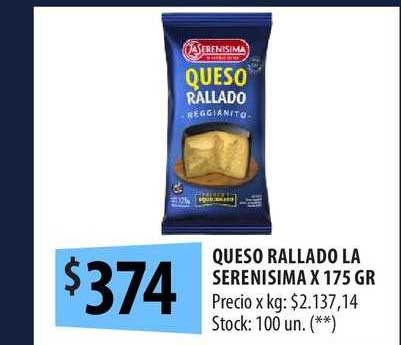 LA SERENISIMA
QUESO
RALLADO
- REGGIANITO -
$374
QUESO RALLADO LA
SERENISIMA X 175 GR
Precio x kg: $2.137,14
Stock: 100 un. (**)